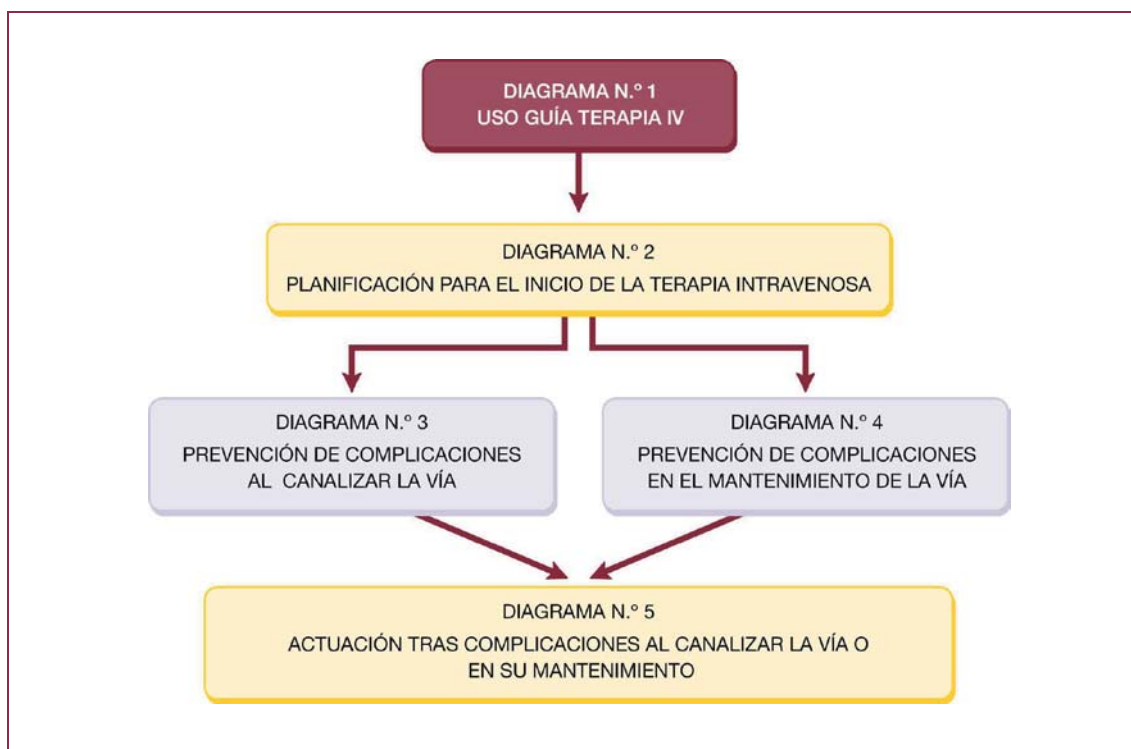 DIAGRAMA N.º 1
USO GUÍA TERAPIA IV
DIAGRAMA N.º 2
PLANIFICACIÓN PARA EL INICIO DE LA TERAPIA INTRAVENOSA
DIAGRAMA N.º 3
PREVENCIÓN DE COMPLICACIONES
AL CANALIZAR LA VÍA
DIAGRAMA N.º 4
PREVENCIÓN DE COMPLICACIONES
EN EL MANTENIMIENTO DE LA VÍA
DIAGRAMA N.º 5
ACTUACIÓN TRAS COMPLICACIONES AL CANALIZAR LA VÍA O
EN SU MANTENIMIENTO